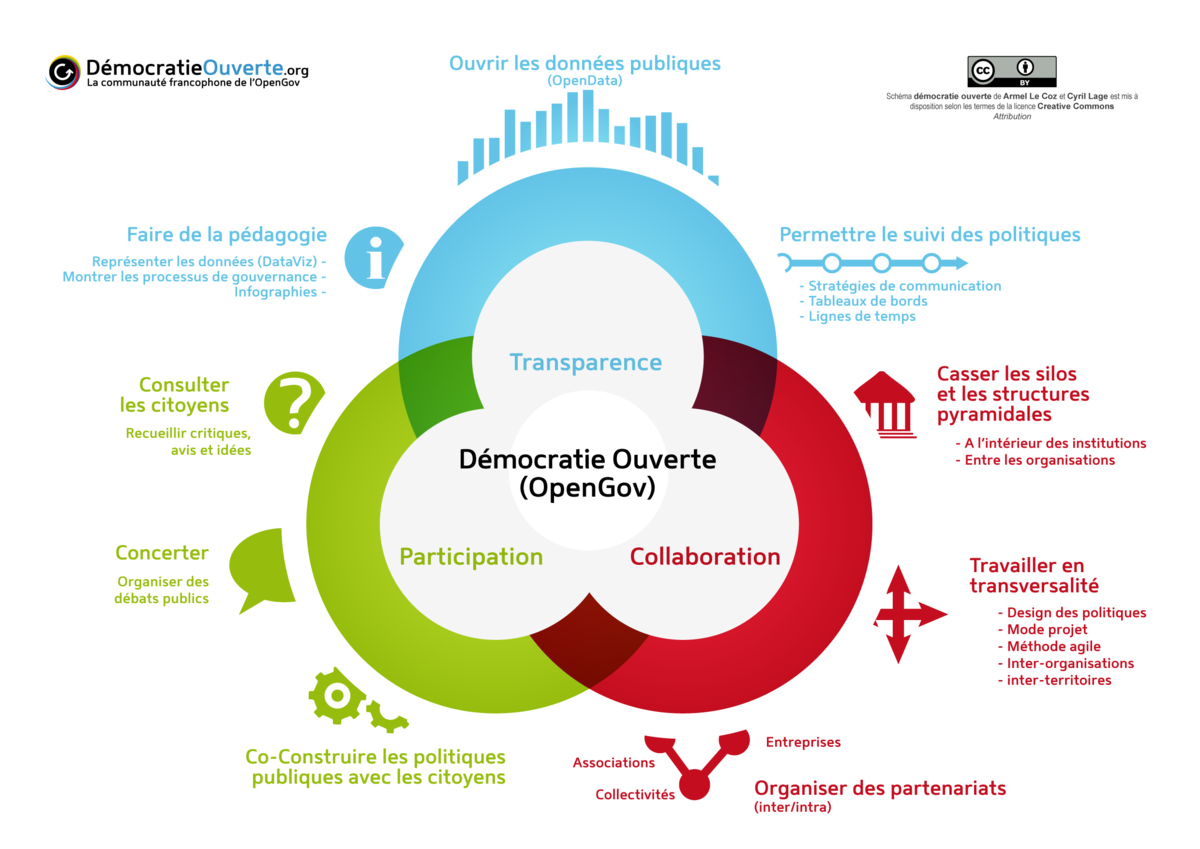 DémocratieOuverte.org
La communauté francophone de l'OpenGov
Ouvrir les données publiques
(OpenData)
CC
BY
Schéma démocratie ouverte de Armel Le Coz et Cyril Lage est mis à
disposition selon les termes de la licence Creative Commons
Attribution
Faire de la pédagogie
Représenter les données (DataViz) -
Montrer les processus de gouvernance -
Infographies -
i
Permettre le suivi des politiques
- Stratégies de communication
- Tableaux de bords
- Lignes de temps
Transparence
Consulter
les citoyens
Recueillir critiques,
avis et idées
?
Casser les silos
et les structures
pyramidales
- A l'intérieur des institutions
- Entre les organisations
Démocratie Ouverte
(OpenGov)
Participation
Collaboration
Concerter
Organiser des
débats publics
Travailler en
transversalité
- Design des politiques
- Mode projet
- Méthode agile
- Inter-organisations
- inter-territoires
Co-Construire les politiques
publiques avec les citoyens
Associations
Entreprises
Collectivités
Organiser des partenariats
(inter/intra)